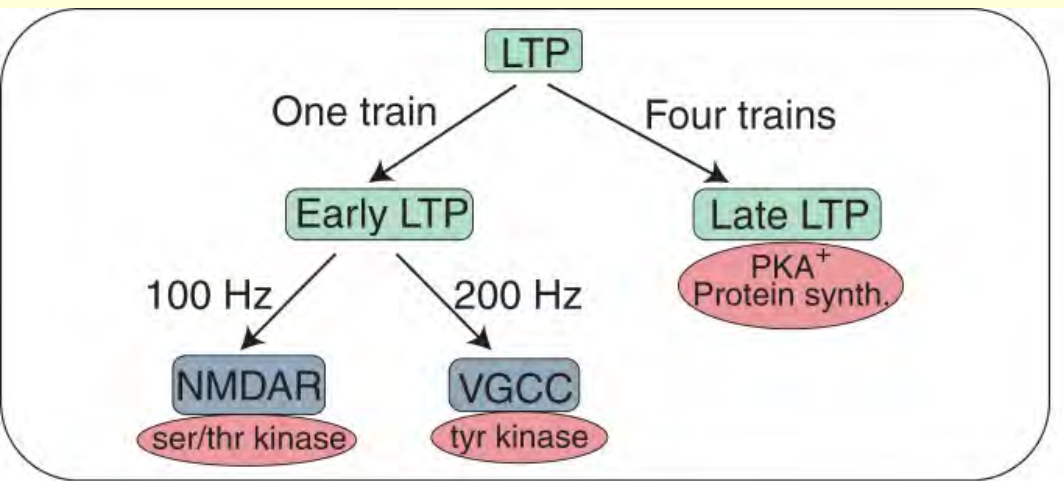 LTP
One train
Four trains
Early LTP
Late LTP
PKA+
Protein synth.
100 Hz
200 Hz
NMDAR
VGCC
ser/thr kinase
tyr kinase